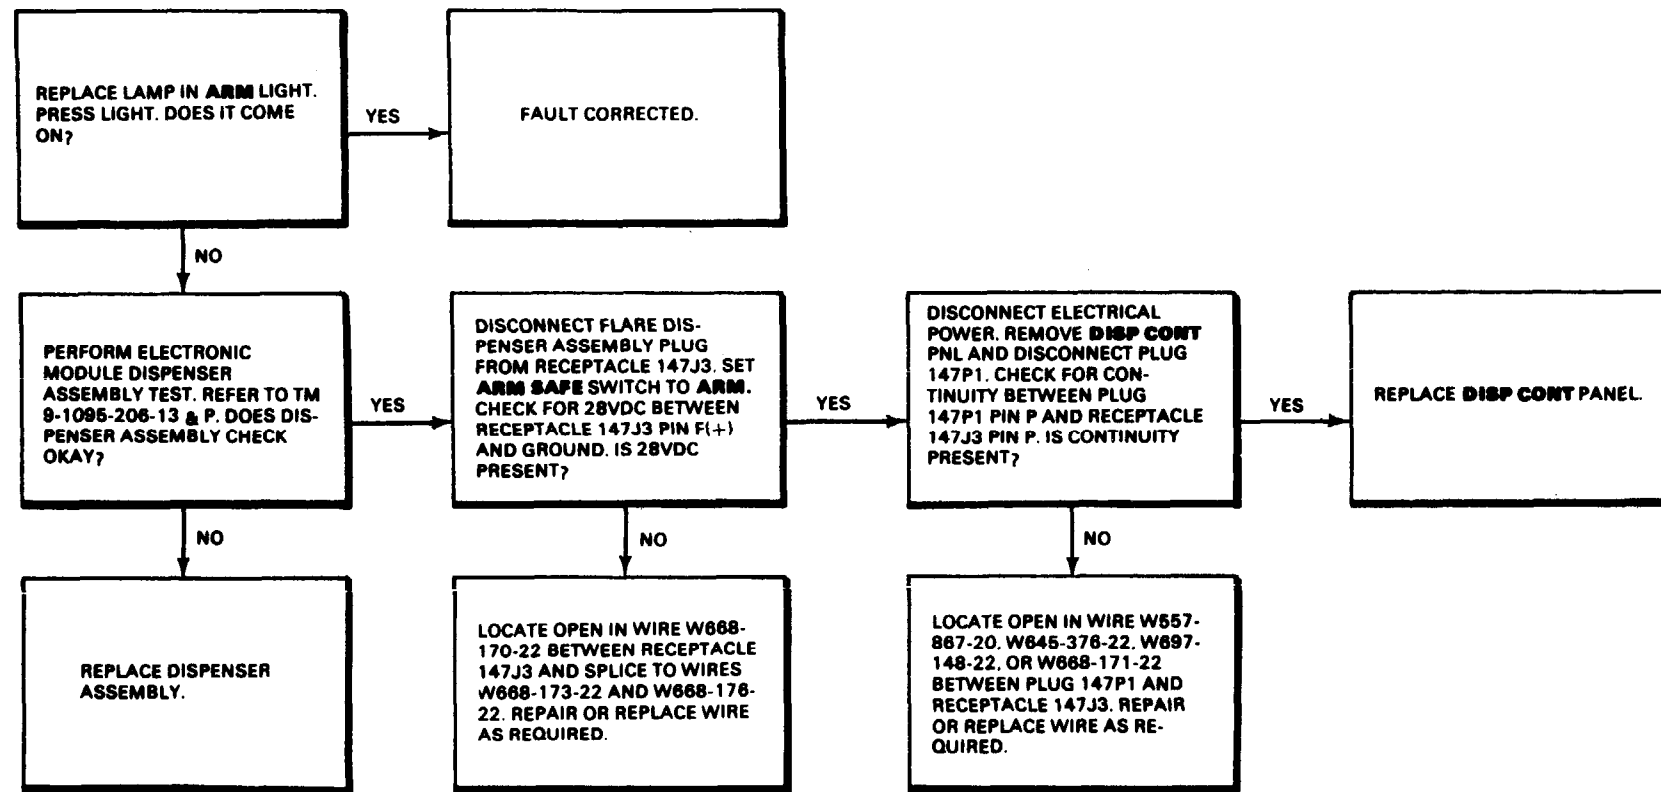 REPLACE LAMP IN ARM LIGHT.
PRESS LIGHT. DOES IT COME
ON?
YES
FAULT CORRECTED.
NO
PERFORM ELECTRONIC
MODULE DISPENSER
ASSEMBLY TEST. REFER TO TM
9-1095-206-13 & P. DOES DIS-
PENSER ASSEMBLY CHECK
OKAY?
YES
DISCONNECT FLARE DIS-
PENSER ASSEMBLY PLUG
FROM RECEPTACLE 147J3. SET
ARM SAFE SWITCH TO ARM.
CHECK FOR 28VDC BETWEEN
RECEPTACLE 147J3 PIN F(+)
AND GROUND. IS 28VDC
PRESENT?
YES
DISCONNECT ELECTRICAL
POWER. REMOVE DISP CONT
PNL AND DISCONNECT PLUG
147P1. CHECK FOR CON-
TINUITY BETWEEN PLUG
147P1 PIN P AND RECEPTACLE
147J3 PIN P. IS CONTINUITY
PRESENT?
YES
REPLACE DISP CONT PANEL.
NO
REPLACE DISPENSER
ASSEMBLY.
NO
LOCATE OPEN IN WIRE W668-
170-22 BETWEEN RECEPTACLE
147J3 AND SPLICE TO WIRES
W668-173-22 AND W668-176-
22. REPAIR OR REPLACE WIRE
AS REQUIRED.
NO
LOCATE OPEN IN WIRE W557-
867-20, W645-376-22, W697-
148-22, OR W668-171-22
BETWEEN PLUG 147P1 AND
RECEPTACLE 147J3. REPAIR
OR REPLACE WIRE AS RE-
QUIRED.